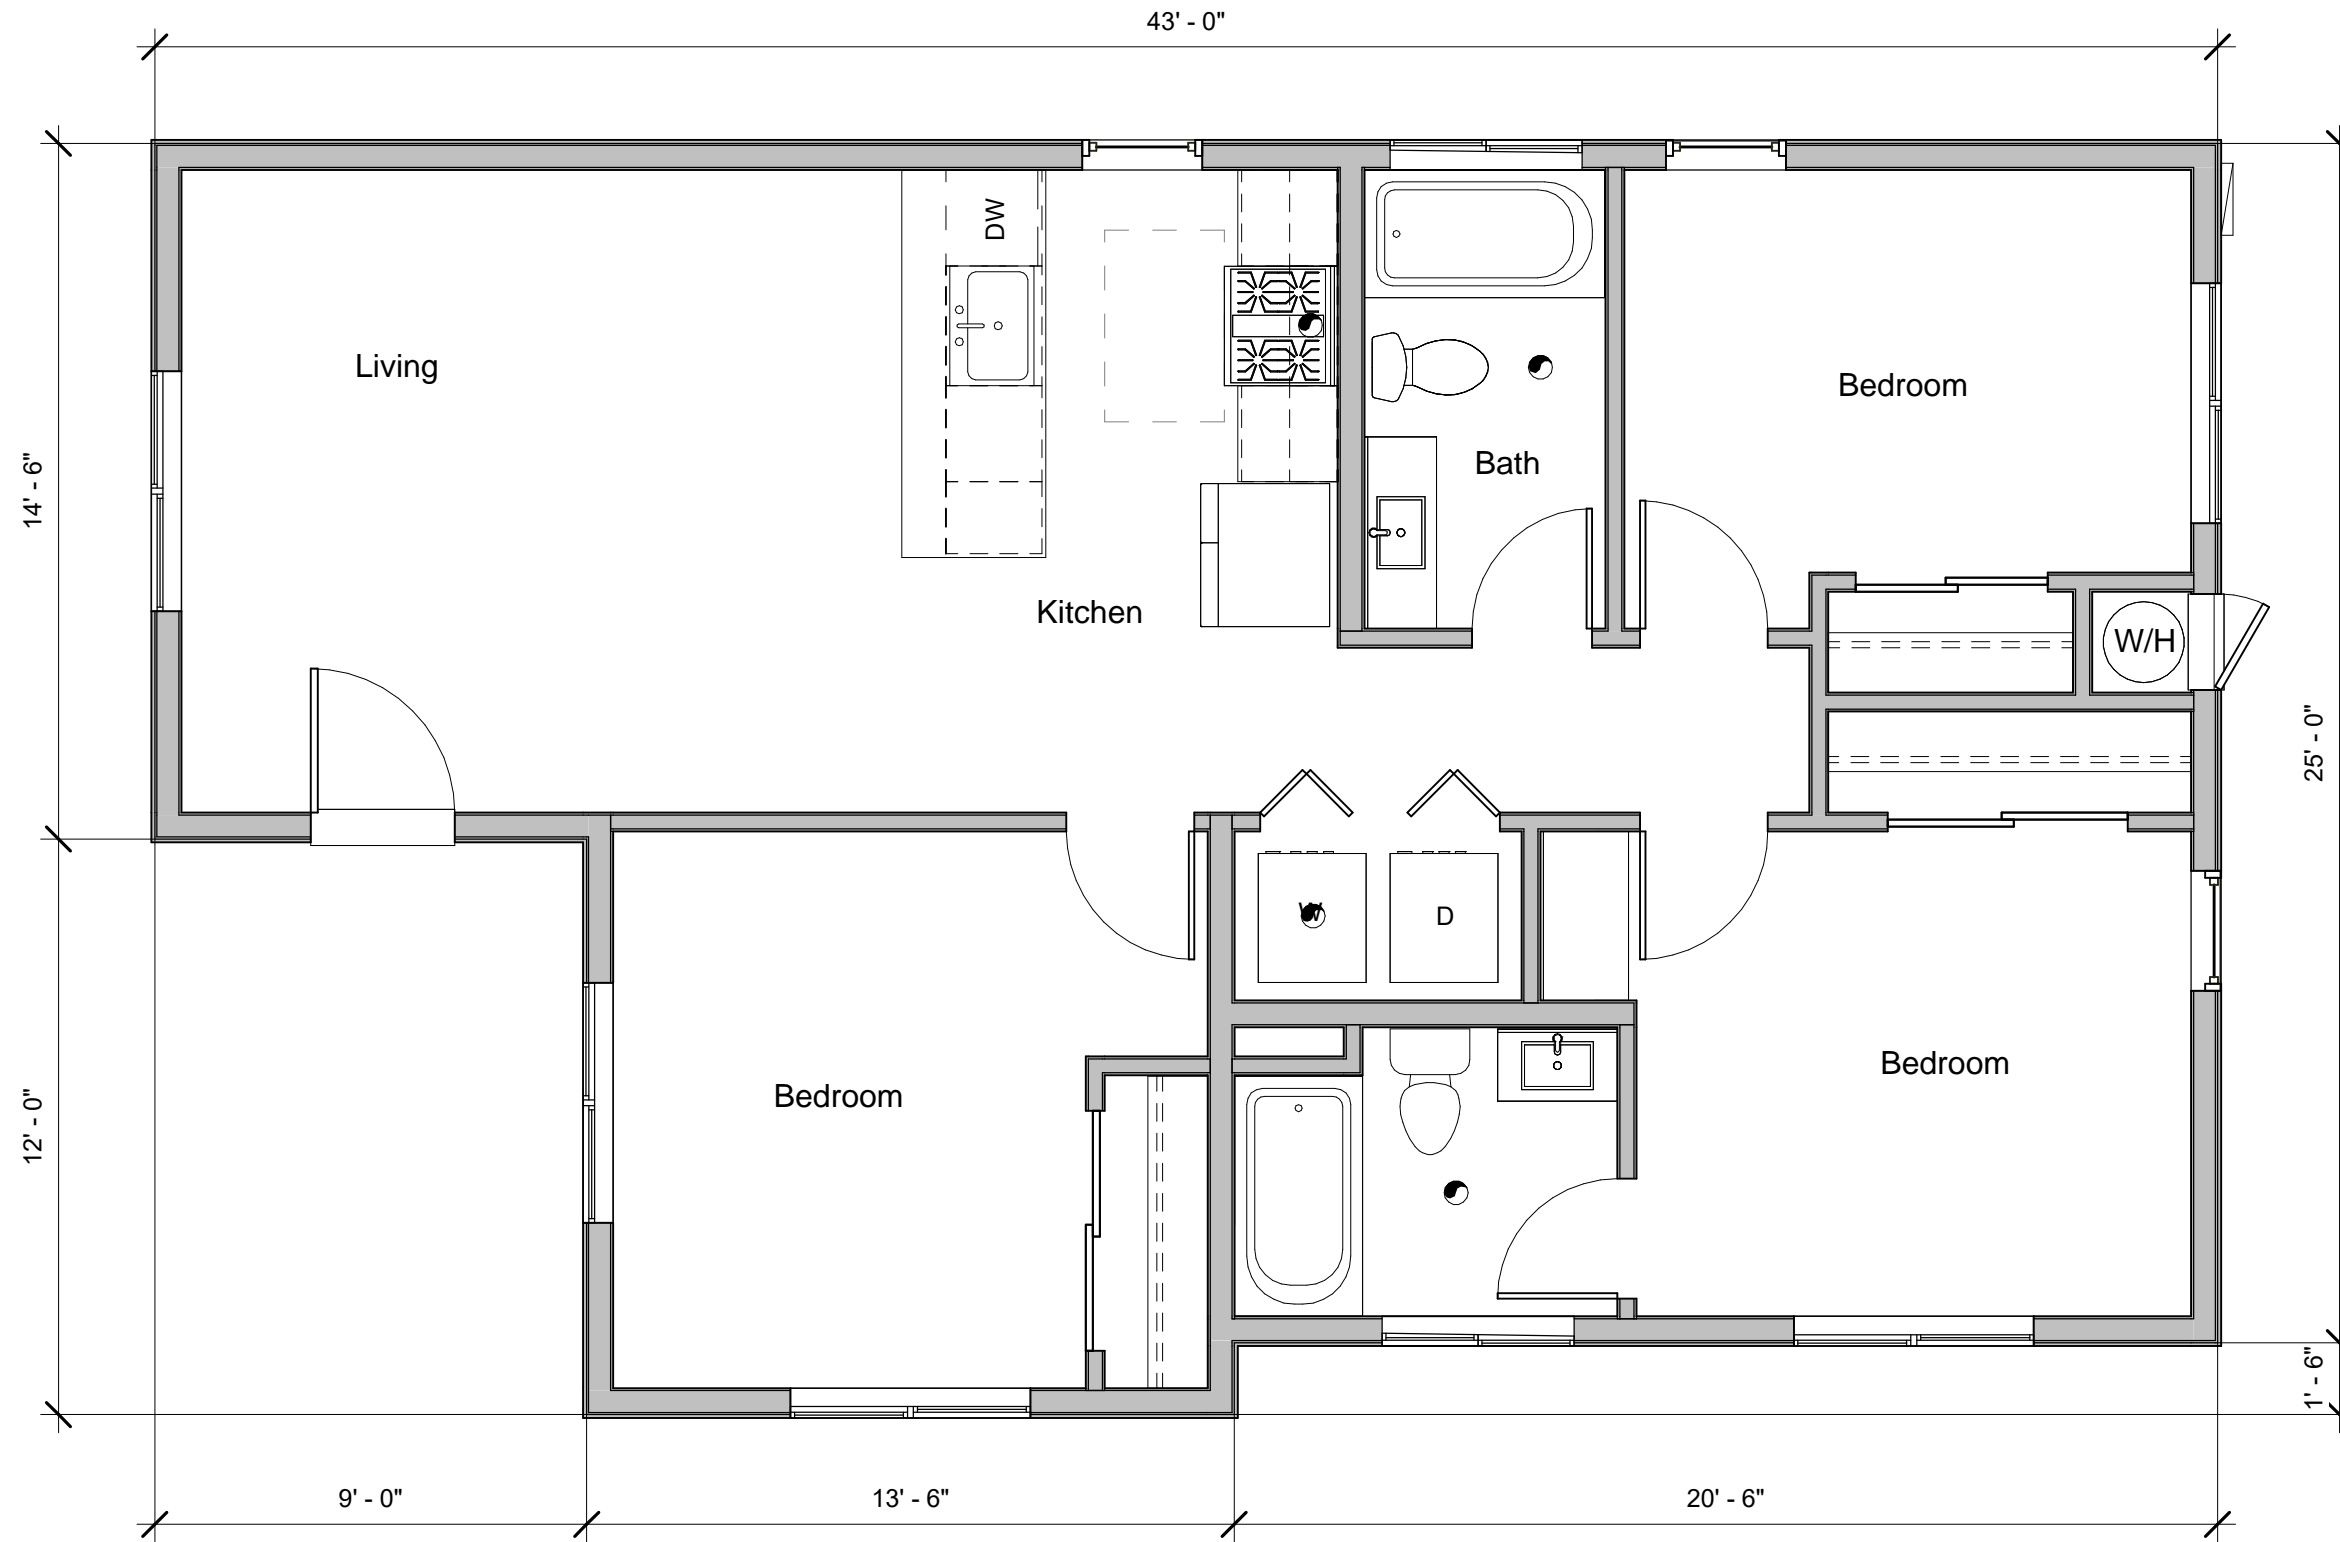 43' - 0"
DW
Living
Bedroom
14' - 6"
Bath
Kitchen
W/H
25' - 0"
W
D
Bedroom
Bedroom
12' - 0"
1' - 6"
9' - 0"
13' - 6"
20' - 6"